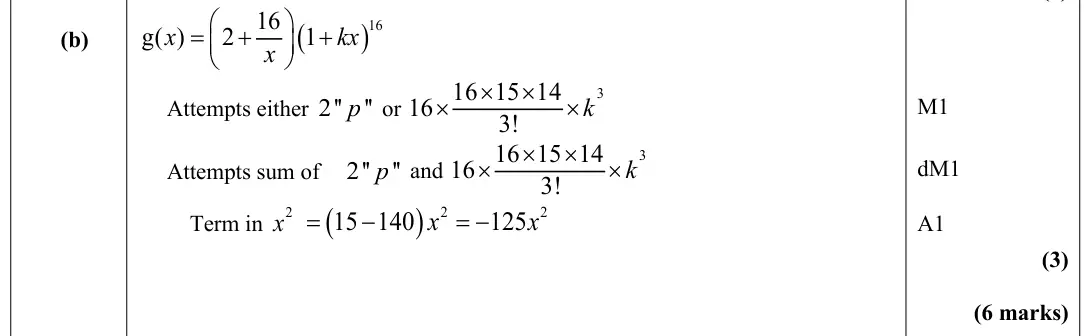 (b) g(x) = (2 + 16/x)(1 + kx)^16
Attempts either 2"p" or 16 × (16×15×14)/3! × k^3 M1
Attempts sum of 2"p" and 16 × (16×15×14)/3! × k^3 dM1
Term in x^2 = (15 − 140)x^2 = −125x^2 A1
(3)
(6 marks)